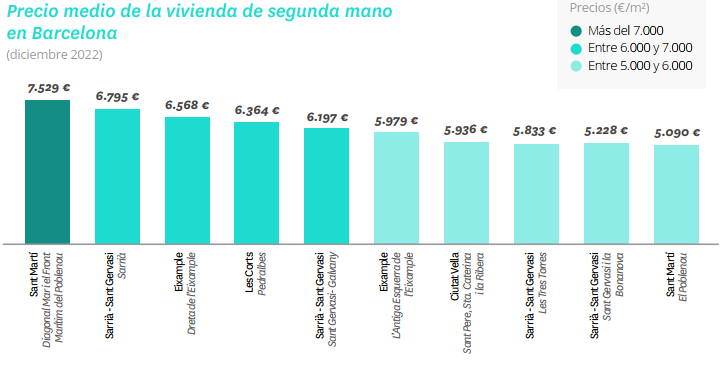 Precio medio de la vivienda de segunda mano
en Barcelona
(diciembre 2022)
Precios (€/m²)
Más del 7.000
Entre 6.000 y 7.000
Entre 5.000 y 6.000
7.529 €
6.795 €
6.568 €
6.364 €
6.197 €
5.979 €
5.936 €
5.833 €
5.228 €
5.090 €
Sant Martí
Diagonal Mar i el Front
Marítim del Poblenou
Sarrià - Sant Gervasi
Sarrià
Eixample
Dreta de l'Eixample
Les Corts
Pedralbes
Sarrià - Sant Gervasi
Sant Gervasi- Galvany
Eixample
L'Antiga Esquerra de
l'Eixample
Ciutat Vella
Sant Pere, Sta. Caterina
i la Ribera
Sarrià - Sant Gervasi
Les Tres Torres
Sarrià - Sant Gervasi
Sant Gervasi i la
Bonanova
Sant Martí
El Poblenou